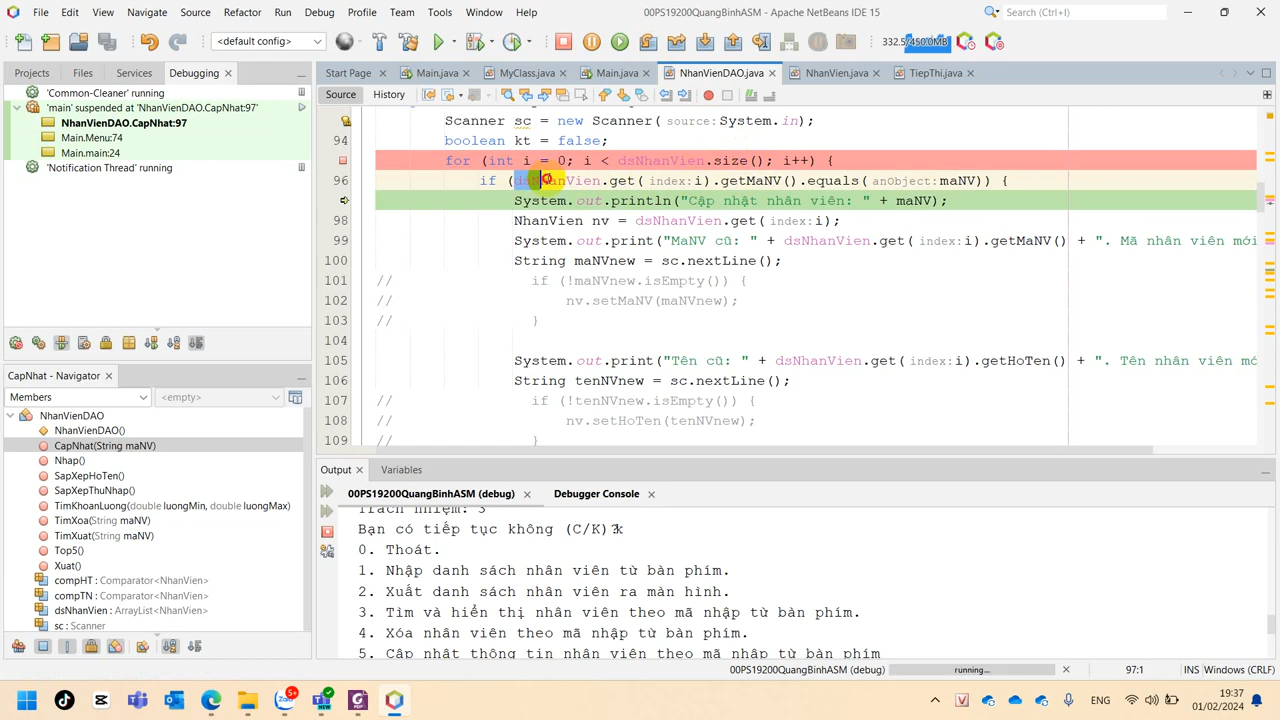 File Edit View Navigate Source Refactor Run Debug Profile Team Tools Window Help 00PS19200QuangBinhASM - Apache NetBeans IDE 15 Search (Ctrl+I)
<default config> 332.5/450.0MB
Projects Files Services Debugging
Start Page Main.java MyClass.java Main.java NhanVienDAO.java NhanVien.java TiepThi.java
'Common-Cleaner' running
'main' suspended at 'NhanVienDAO.CapNhat:97'
NhanVienDAO.CapNhat:97
Main.Menu:74
Main.main:24
'Notification Thread' running
Source History
Scanner sc = new Scanner( source:System.in);
94 boolean kt = false;
for (int i = 0; i < dsNhanVien.size(); i++) {
96 if (dsNhanVien.get( index:i).getMaNV().equals( anObject:maNV)) {
System.out.println("Cập nhật nhân viên: " + maNV);
98 NhanVien nv = dsNhanVien.get( index:i);
99 System.out.print("MaNV cũ: " + dsNhanVien.get( index:i).getMaNV() + ". Mã nhân viên mới
100 String maNVnew = sc.nextLine();
101 // if (!maNVnew.isEmpty()) {
102 // nv.setMaNV(maNVnew);
103 // }
104
105 System.out.print("Tên cũ: " + dsNhanVien.get( index:i).getHoTen() + ". Tên nhân viên mớ
106 String tenNVnew = sc.nextLine();
107 // if (!tenNVnew.isEmpty()) {
108 // nv.setHoTen(tenNVnew);
109 // }
CapNhat - Navigator
Members <empty>
NhanVienDAO
NhanVienDAO()
CapNhat(String maNV)
Nhap()
SapXepHoTen()
SapXepThuNhap()
TimKhoanLuong(double luongMin, double luongMax)
TimXoa(String maNV)
TimXuat(String maNV)
Top5()
Xuat()
compHT : Comparator<NhanVien>
compTN : Comparator<NhanVien>
dsNhanVien : ArrayList<NhanVien>
sc : Scanner
Output Variables
00PS19200QuangBinhASM (debug) Debugger Console
Trách nhiệm: 3
Bạn có tiếp tục không (C/K)?k
0. Thoát.
1. Nhập danh sách nhân viên từ bàn phím.
2. Xuất danh sách nhân viên ra màn hình.
3. Tìm và hiển thị nhân viên theo mã nhập từ bàn phím.
4. Xóa nhân viên theo mã nhập từ bàn phím.
5. Cập nhật thông tin nhân viên theo mã nhập từ bàn phím
00PS19200QuangBinhASM (debug) running... 97:1 INS Windows (CRLF)
5+ NEW PDF ENG 19:37
01/02/2024